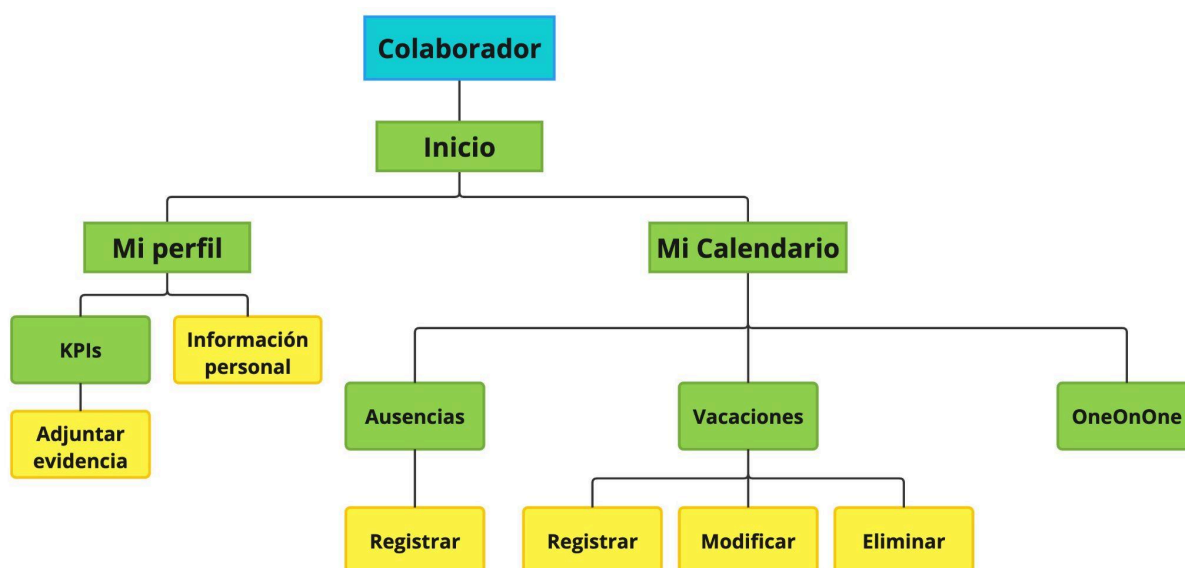 Colaborador
Inicio
Mi perfil
Mi Calendario
KPIs
Información
personal
Adjuntar
evidencia
Ausencias
Vacaciones
OneOnOne
Registrar
Registrar
Modificar
Eliminar